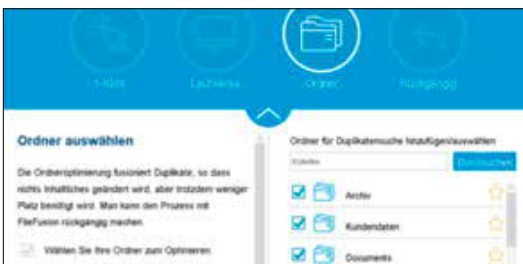 1-Klick
Laufwerke
Ordner
Rückgängig
Ordner auswählen
Die Ordneroptimierung fusioniert Duplikate, so dass
nichts Inhaltliches geändert wird, aber trotzdem weniger
Platz benötigt wird. Man kann den Prozess mit
FileFusion rückgängig machen.
Wählen Sie Ihre Ordner zum Optimieren
Ordner für Duplikatensuche hinzufügen/auswählen
Durchsuchen
Archiv
Kundendaten
Documents